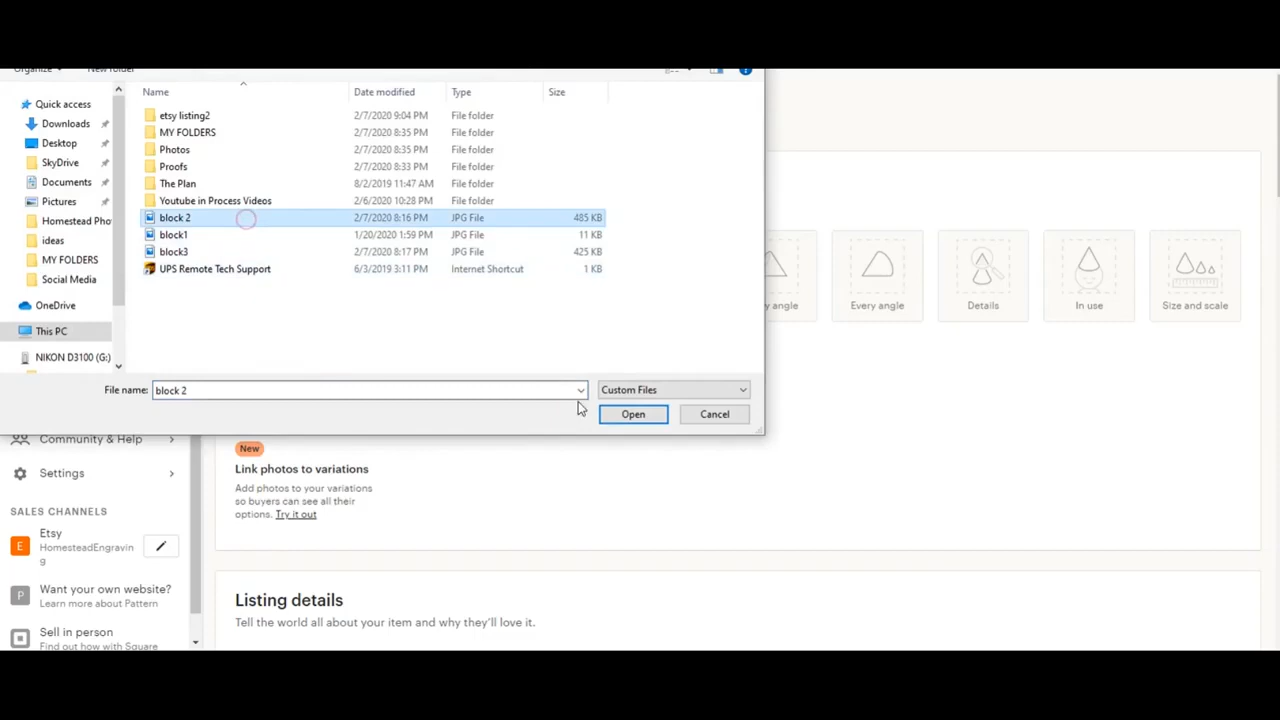 Organize New folder
Name Date modified Type Size
Quick access
Downloads
Desktop
SkyDrive
Documents
Pictures
Homestead Pho
ideas
MY FOLDERS
Social Media
OneDrive
This PC
NIKON D3100 (G:)
etsy listing2 2/7/2020 9:04 PM File folder
MY FOLDERS 2/7/2020 8:35 PM File folder
Photos 2/7/2020 8:35 PM File folder
Proofs 2/7/2020 8:33 PM File folder
The Plan 8/2/2019 11:47 AM File folder
Youtube in Process Videos 2/6/2020 10:28 PM File folder
block 2 2/7/2020 8:16 PM JPG File 485 KB
block1 1/20/2020 1:59 PM JPG File 11 KB
block3 2/7/2020 8:17 PM JPG File 425 KB
UPS Remote Tech Support 6/3/2019 3:11 PM Internet Shortcut 1 KB
File name: block 2 Custom Files
Open Cancel
y angle
Every angle
Details
In use
Size and scale
Community & Help
Settings
SALES CHANNELS
E Etsy
HomesteadEngravin
g
P Want your own website?
Learn more about Pattern
Sell in person
Find out how with Square
New
Link photos to variations
Add photos to your variations
so buyers can see all their
options. Try it out
Listing details
Tell the world all about your item and why they'll love it.